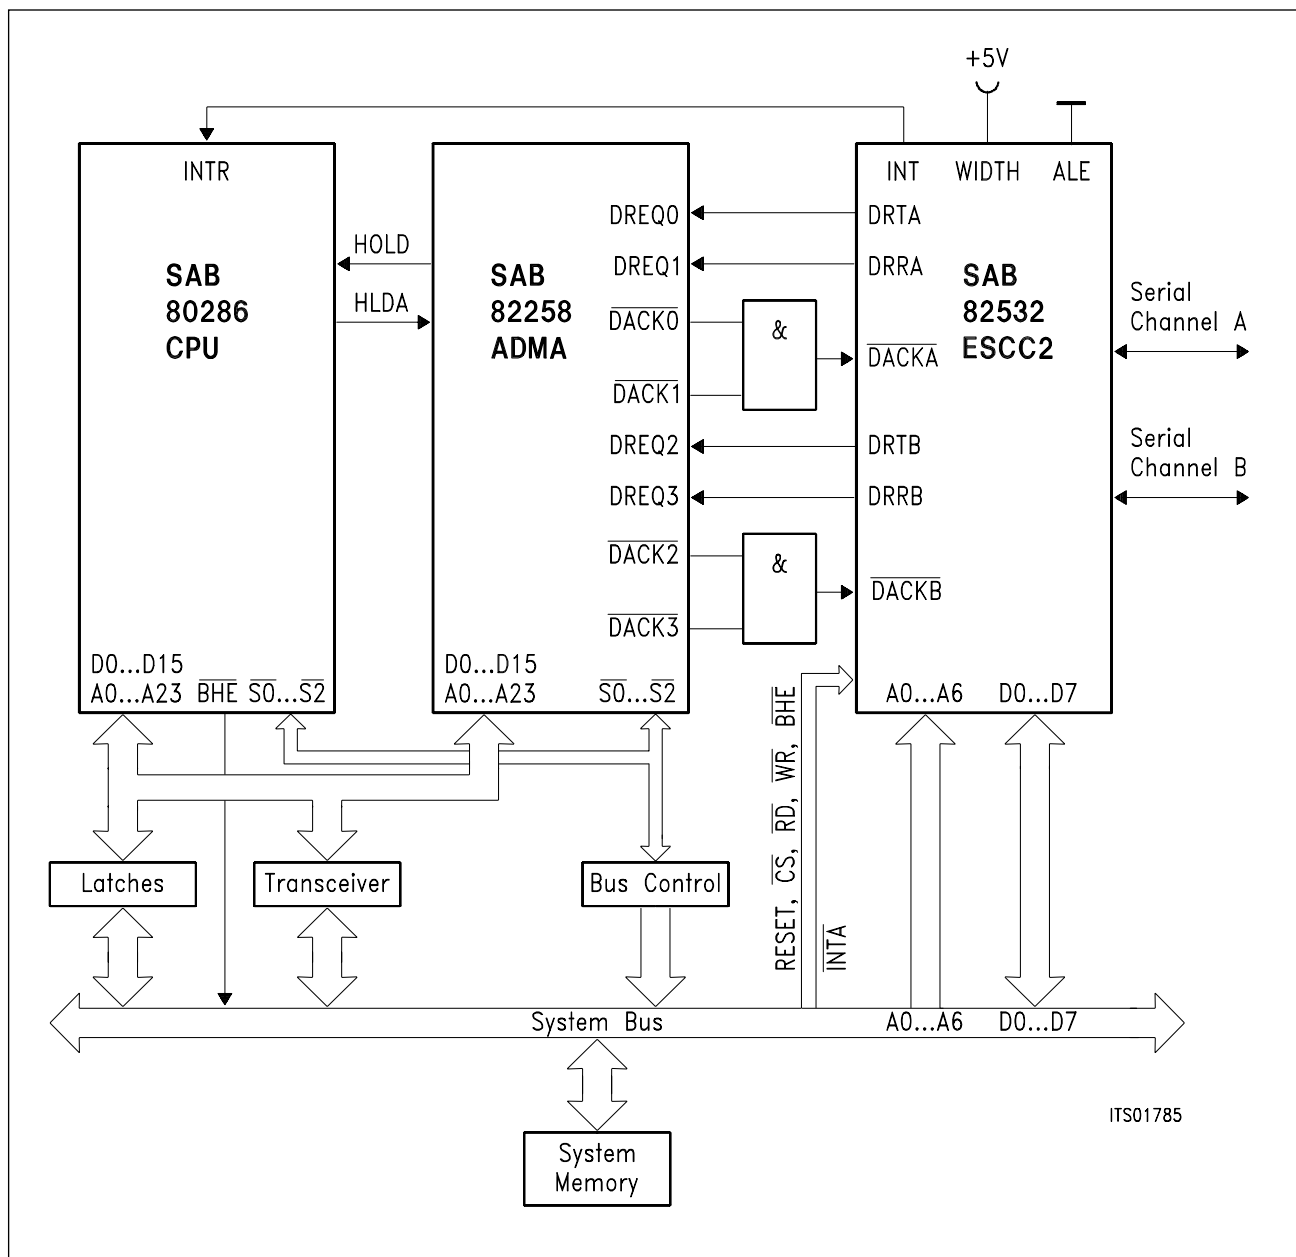 +5V
INTR
INT WIDTH ALE
DREQ0
DRTA
HOLD
DREQ1
DRRA
SAB
80286
CPU
SAB
82258
ADMA
SAB
82532
ESCC2
HLDA
DACK0
&
DACKA
DACK1
Serial
Channel A
DREQ2
DRTB
Serial
Channel B
DREQ3
DRRB
DACK2
&
DACKB
DACK3
D0...D15
A0...A23 BHE S0...S2
D0...D15
A0...A23 S0...S2
A0...A6 D0...D7
RESET, CS, RD, WR, BHE
INTA
Latches
Transceiver
Bus Control
System Bus
A0...A6 D0...D7
System
Memory
ITS01785